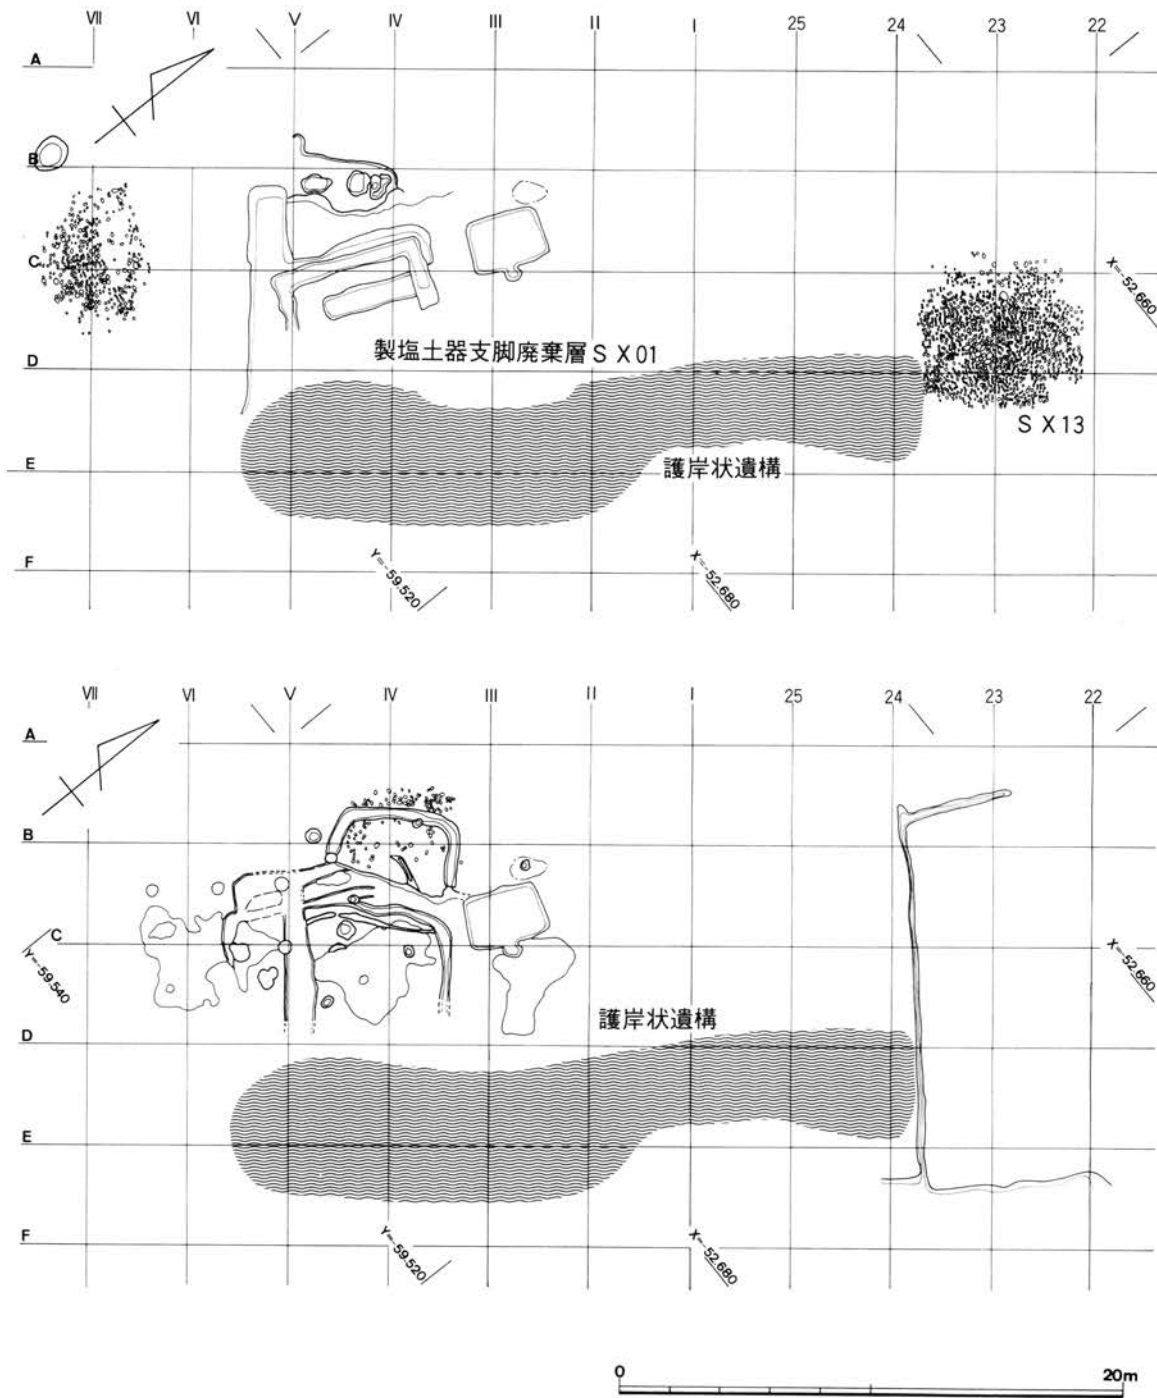 VII VI V IV III II I 25 24 23 22
A
B
C
X=-52.660
製塩土器支脚廃棄層SX01
D
SX13
護岸状遺構
E
F
Y=-59.520
X=-52.680
VII VI V IV III II I 25 24 23 22
A
B
C
Y=-59.540
X=-52.660
護岸状遺構
D
E
F
Y=-59.520
X=-52.680
0 20m